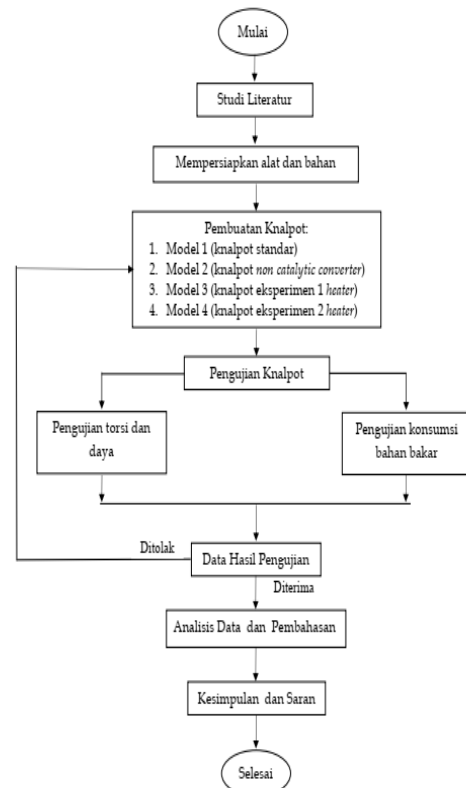 Mulai
Studi Literatur
Mempersiapkan alat dan bahan
Pembuatan Knalpot:
1. Model 1 (knalpot standar)
2. Model 2 (knalpot non catalytic converter)
3. Model 3 (knalpot eksperimen 1 heater)
4. Model 4 (knalpot eksperimen 2 heater)
Pengujian Knalpot
Pengujian torsi dan
daya
Pengujian konsumsi
bahan bakar
Ditolak
Data Hasil Pengujian
Diterima
Analisis Data dan Pembahasan
Kesimpulan dan Saran
Selesai